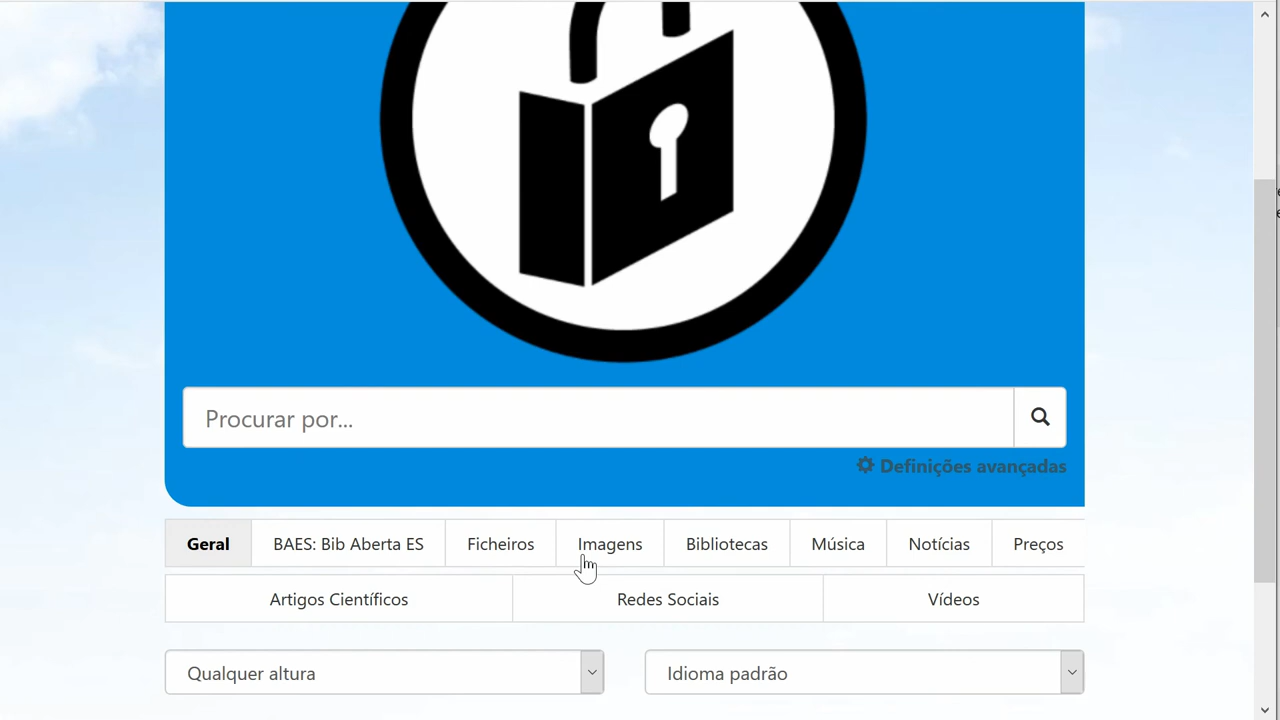 Procurar por...
Definições avançadas
Geral BAES: Bib Aberta ES Ficheiros Imagens Bibliotecas Música Notícias Preços
Artigos Científicos Redes Sociais Vídeos
Qualquer altura Idioma padrão